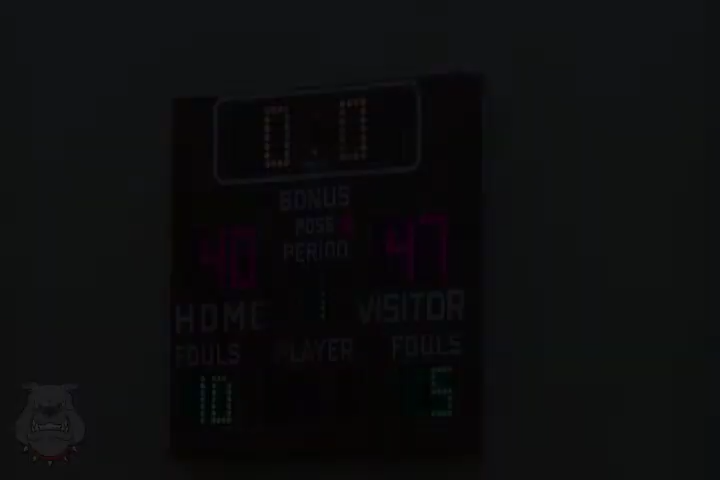 0.0
BONUS
POSS
PERIOD
40 47
HOME VISITOR
FOULS PLAYER FOULS
10 5